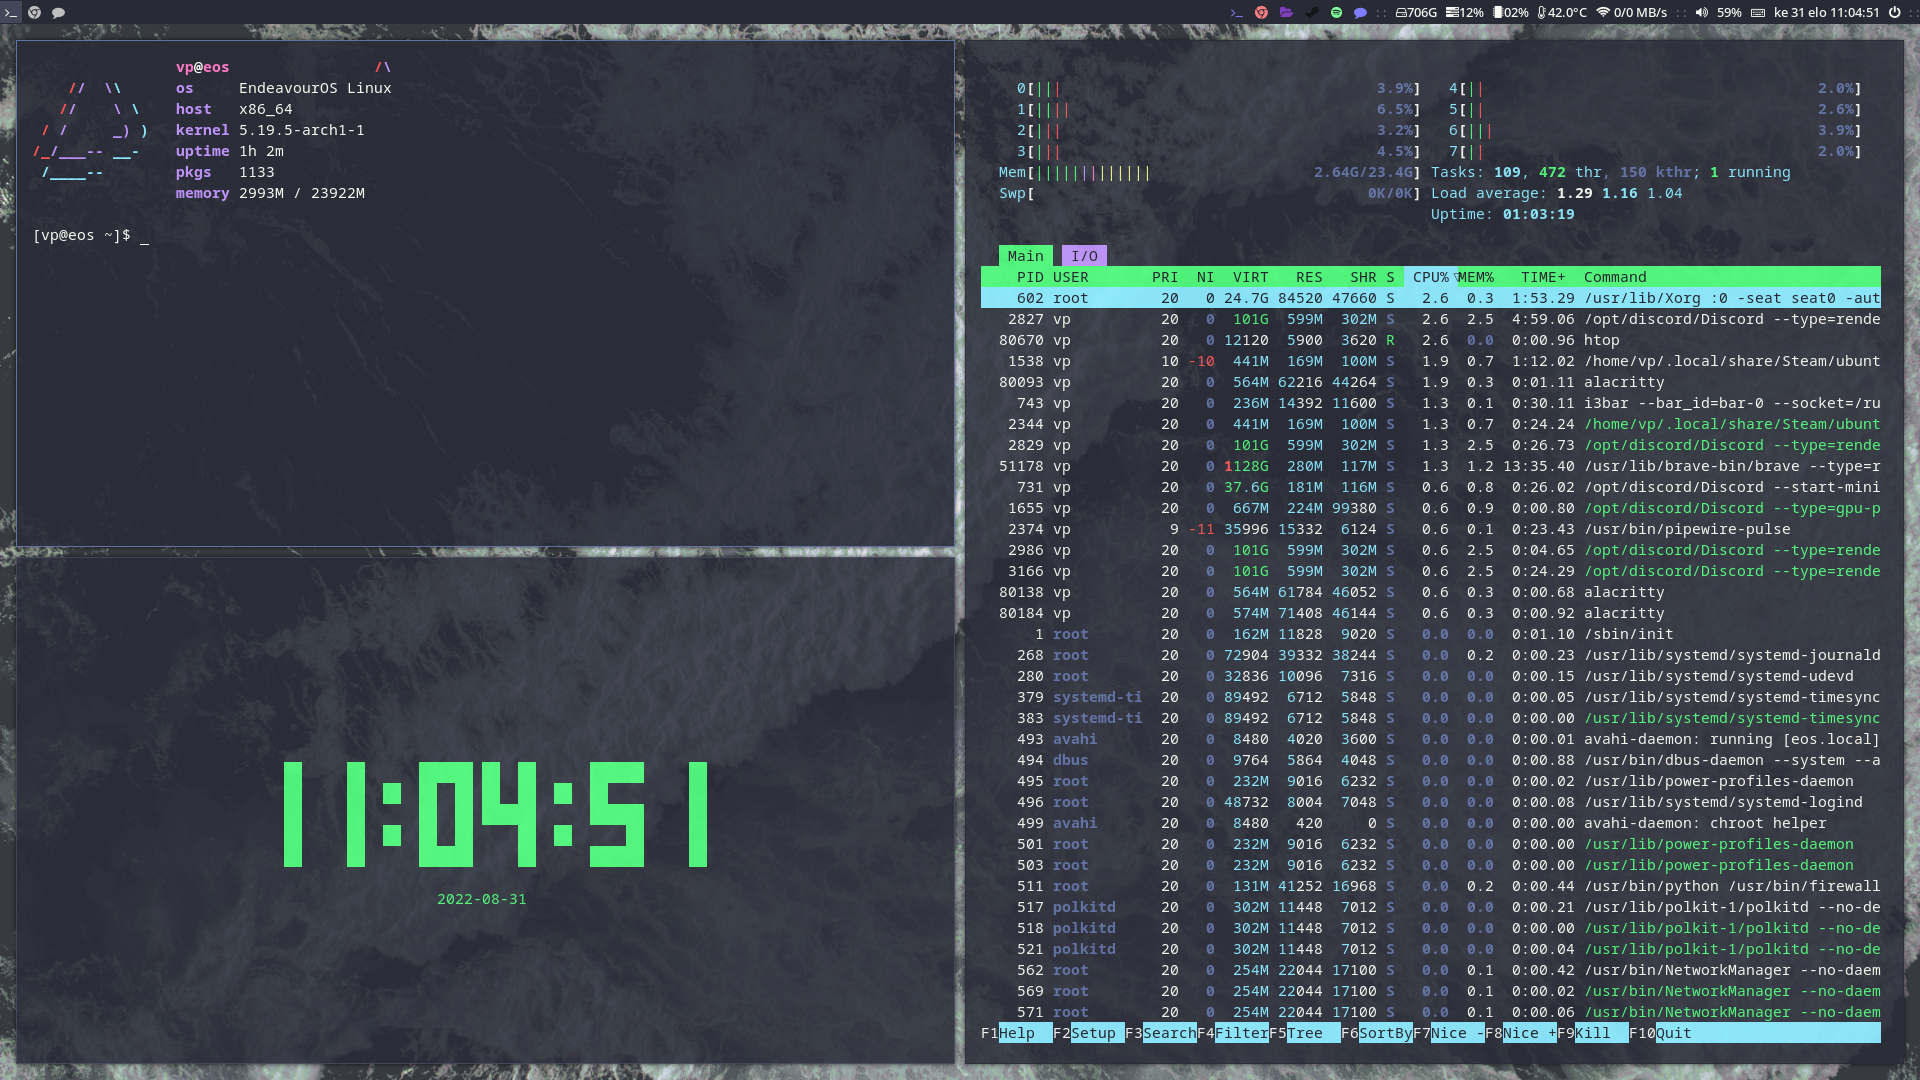 706G 12% 02% 42.0°C 0/0 MB/s 59% ke 31 elo 11:04:51
vp@eos
os EndeavourOS Linux
host x86_64
kernel 5.19.5-arch1-1
uptime 1h 2m
pkgs 1133
memory 2993M / 23922M
[vp@eos ~]$ _
11:04:51
2022-08-31
0[||| 3.9%] 4[|| 2.0%]
1[|||| 6.5%] 5[|| 2.6%]
2[||| 3.2%] 6[||| 3.9%]
3[||| 4.5%] 7[|| 2.0%]
Mem[||||||||||||| 2.64G/23.4G] Tasks: 109, 472 thr, 150 kthr; 1 running
Swp[ 0K/0K] Load average: 1.29 1.16 1.04
Uptime: 01:03:19
Main I/O
PID USER PRI NI VIRT RES SHR S CPU%▽MEM% TIME+ Command
602 root 20 0 24.7G 84520 47660 S 2.6 0.3 1:53.29 /usr/lib/Xorg :0 -seat seat0 -aut
2827 vp 20 0 101G 599M 302M S 2.6 2.5 4:59.06 /opt/discord/Discord --type=rende
80670 vp 20 0 12120 5900 3620 R 2.6 0.0 0:00.96 htop
1538 vp 10 -10 441M 169M 100M S 1.9 0.7 1:12.02 /home/vp/.local/share/Steam/ubunt
80093 vp 20 0 564M 62216 44264 S 1.9 0.3 0:01.11 alacritty
743 vp 20 0 236M 14392 11600 S 1.3 0.1 0:30.11 i3bar --bar_id=bar-0 --socket=/ru
2344 vp 20 0 441M 169M 100M S 1.3 0.7 0:24.24 /home/vp/.local/share/Steam/ubunt
2829 vp 20 0 101G 599M 302M S 1.3 2.5 0:26.73 /opt/discord/Discord --type=rende
51178 vp 20 0 1128G 280M 117M S 1.3 1.2 13:35.40 /usr/lib/brave-bin/brave --type=r
731 vp 20 0 37.6G 181M 116M S 0.6 0.8 0:26.02 /opt/discord/Discord --start-mini
1655 vp 20 0 667M 224M 99380 S 0.6 0.9 0:00.80 /opt/discord/Discord --type=gpu-p
2374 vp 9 -11 35996 15332 6124 S 0.6 0.1 0:23.43 /usr/bin/pipewire-pulse
2986 vp 20 0 101G 599M 302M S 0.6 2.5 0:04.65 /opt/discord/Discord --type=rende
3166 vp 20 0 101G 599M 302M S 0.6 2.5 0:24.29 /opt/discord/Discord --type=rende
80138 vp 20 0 564M 61784 46052 S 0.6 0.3 0:00.68 alacritty
80184 vp 20 0 574M 71408 46144 S 0.6 0.3 0:00.92 alacritty
1 root 20 0 162M 11828 9020 S 0.0 0.0 0:01.10 /sbin/init
268 root 20 0 72904 39332 38244 S 0.0 0.2 0:00.23 /usr/lib/systemd/systemd-journald
280 root 20 0 32836 10096 7316 S 0.0 0.0 0:00.15 /usr/lib/systemd/systemd-udevd
379 systemd-ti 20 0 89492 6712 5848 S 0.0 0.0 0:00.05 /usr/lib/systemd/systemd-timesync
383 systemd-ti 20 0 89492 6712 5848 S 0.0 0.0 0:00.00 /usr/lib/systemd/systemd-timesync
493 avahi 20 0 8480 4020 3600 S 0.0 0.0 0:00.01 avahi-daemon: running [eos.local]
494 dbus 20 0 9764 5864 4048 S 0.0 0.0 0:00.88 /usr/bin/dbus-daemon --system --a
495 root 20 0 232M 9016 6232 S 0.0 0.0 0:00.02 /usr/lib/power-profiles-daemon
496 root 20 0 48732 8004 7048 S 0.0 0.0 0:00.08 /usr/lib/systemd/systemd-logind
499 avahi 20 0 8480 420 0 S 0.0 0.0 0:00.00 avahi-daemon: chroot helper
501 root 20 0 232M 9016 6232 S 0.0 0.0 0:00.00 /usr/lib/power-profiles-daemon
503 root 20 0 232M 9016 6232 S 0.0 0.0 0:00.00 /usr/lib/power-profiles-daemon
511 root 20 0 131M 41252 16968 S 0.0 0.2 0:00.44 /usr/bin/python /usr/bin/firewall
517 polkitd 20 0 302M 11448 7012 S 0.0 0.0 0:00.21 /usr/lib/polkit-1/polkitd --no-de
518 polkitd 20 0 302M 11448 7012 S 0.0 0.0 0:00.00 /usr/lib/polkit-1/polkitd --no-de
521 polkitd 20 0 302M 11448 7012 S 0.0 0.0 0:00.04 /usr/lib/polkit-1/polkitd --no-de
562 root 20 0 254M 22044 17100 S 0.0 0.1 0:00.42 /usr/bin/NetworkManager --no-daem
569 root 20 0 254M 22044 17100 S 0.0 0.1 0:00.02 /usr/bin/NetworkManager --no-daem
571 root 20 0 254M 22044 17100 S 0.0 0.1 0:00.06 /usr/bin/NetworkManager --no-daem
F1Help F2Setup F3SearchF4FilterF5Tree F6SortByF7Nice -F8Nice +F9Kill F10Quit